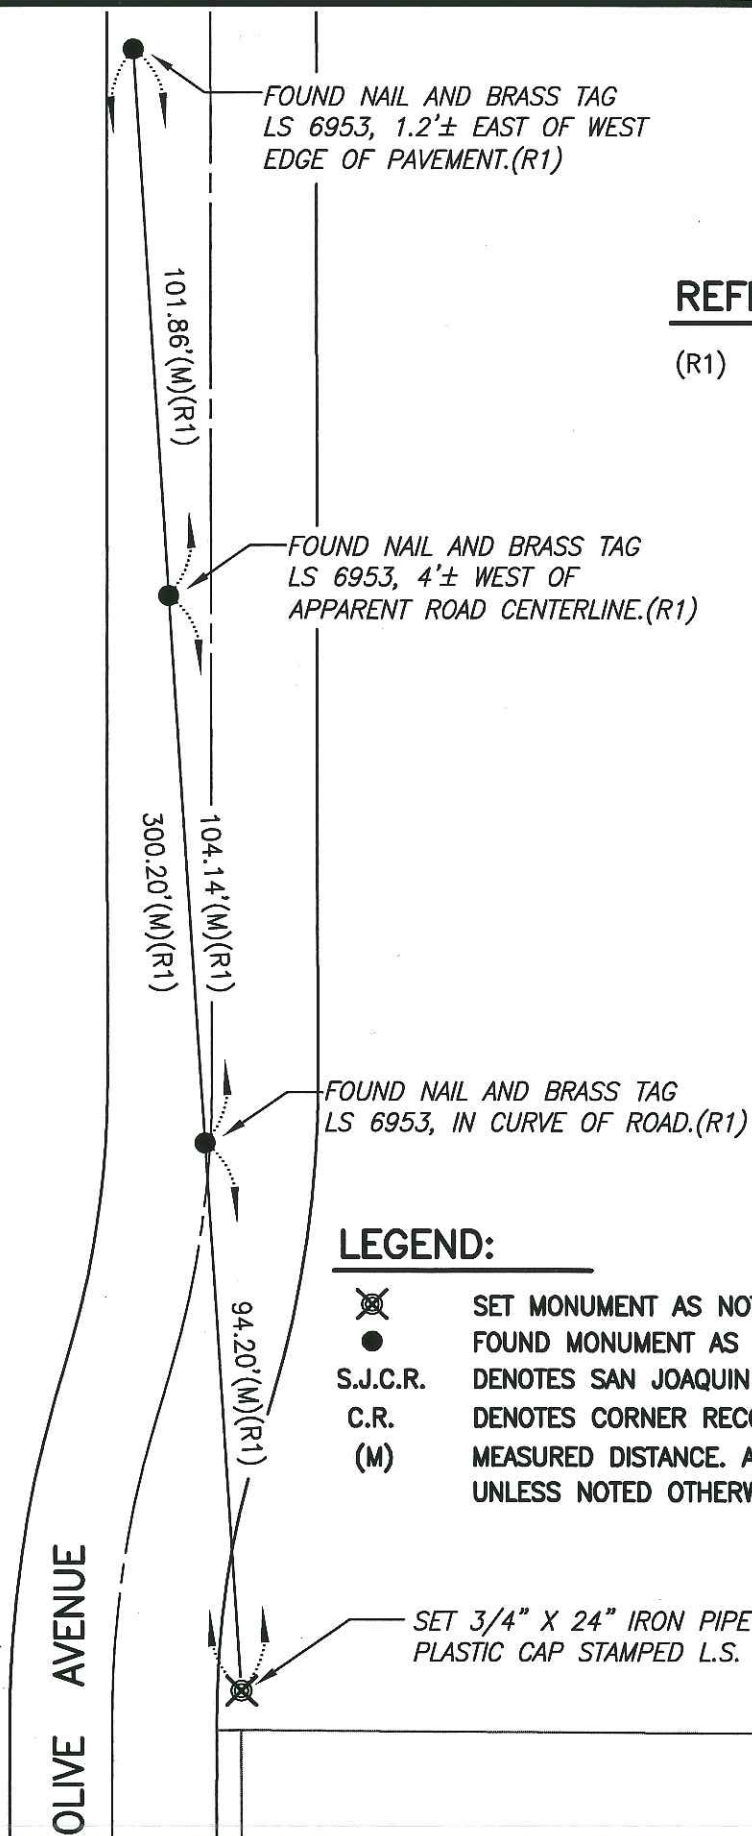 FOUND NAIL AND BRASS TAG
LS 6953, 1.2'± EAST OF WEST
EDGE OF PAVEMENT.(R1)
101.86'(M)(R1)
(R1)
FOUND NAIL AND BRASS TAG
LS 6953, 4'± WEST OF
APPARENT ROAD CENTERLINE.(R1)
300.20'(M)(R1)
104.14'(M)(R1)
FOUND NAIL AND BRASS TAG
LS 6953, IN CURVE OF ROAD.(R1)
94.20'(M)(R1)
LEGEND:
SET MONUMENT AS
FOUND MONUMENT AS
S.J.C.R. DENOTES SAN JOAQUIN
C.R. DENOTES CORNER
(M) MEASURED DISTANCE.
UNLESS NOTED
SET 3/4" X 24" IRON PIPE
PLASTIC CAP STAMPED L.S.
OLIVE AVENUE